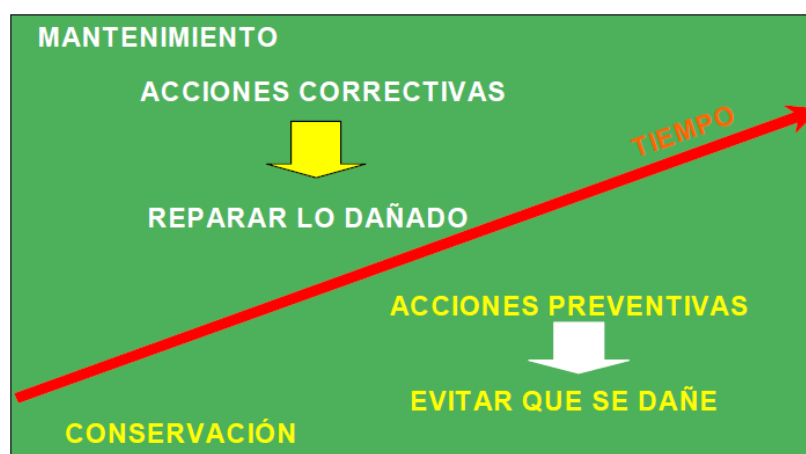 MANTENIMIENTO
ACCIONES CORRECTIVAS
TIEMPO
REPARAR LO DAÑADO
ACCIONES PREVENTIVAS
EVITAR QUE SE DAÑE
CONSERVACIÓN